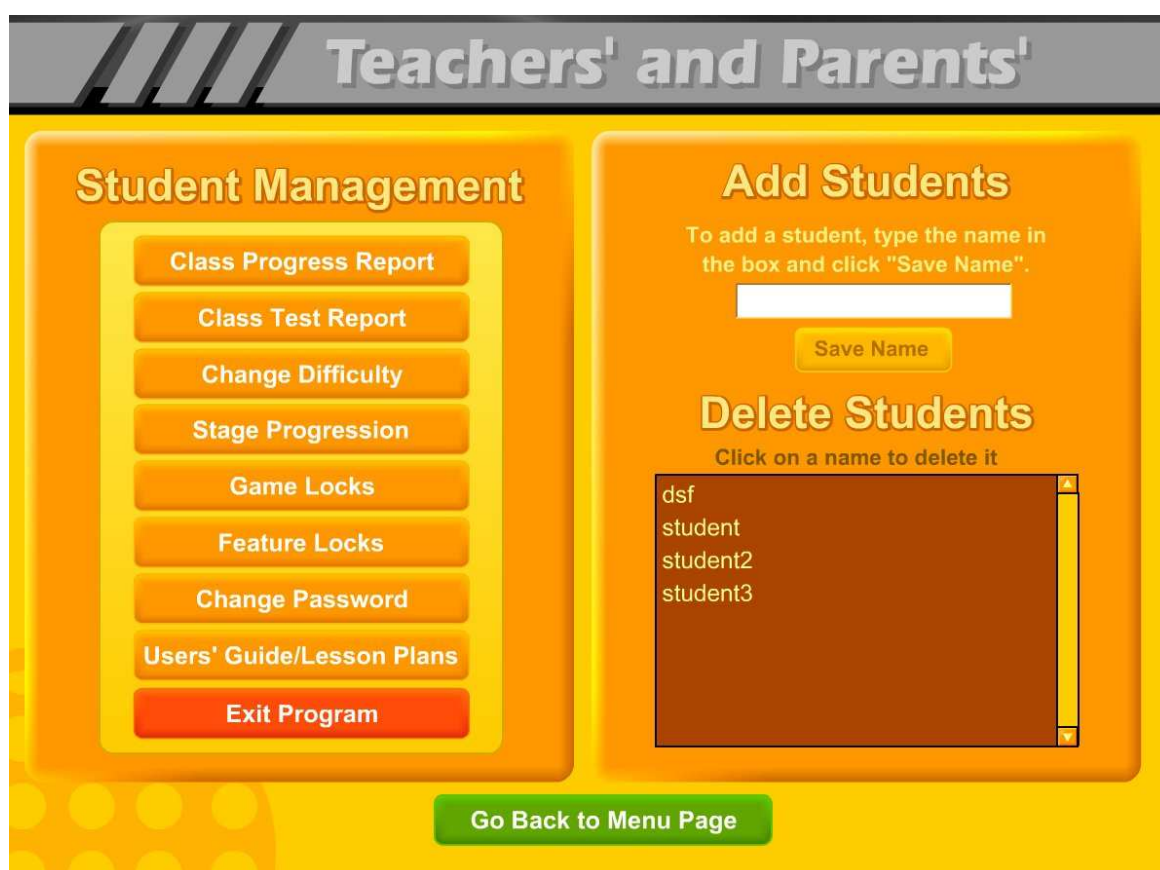 Teachers' and Parents'
Student Management
Class Progress Report
Class Test Report
Change Difficulty
Stage Progression
Game Locks
Feature Locks
Change Password
Users' Guide/Lesson Plans
Exit Program
Add Students
To add a student, type the name in
the box and click "Save Name".
Save Name
Delete Students
Click on a name to delete it
dsf
student
student2
student3
Go Back to Menu Page